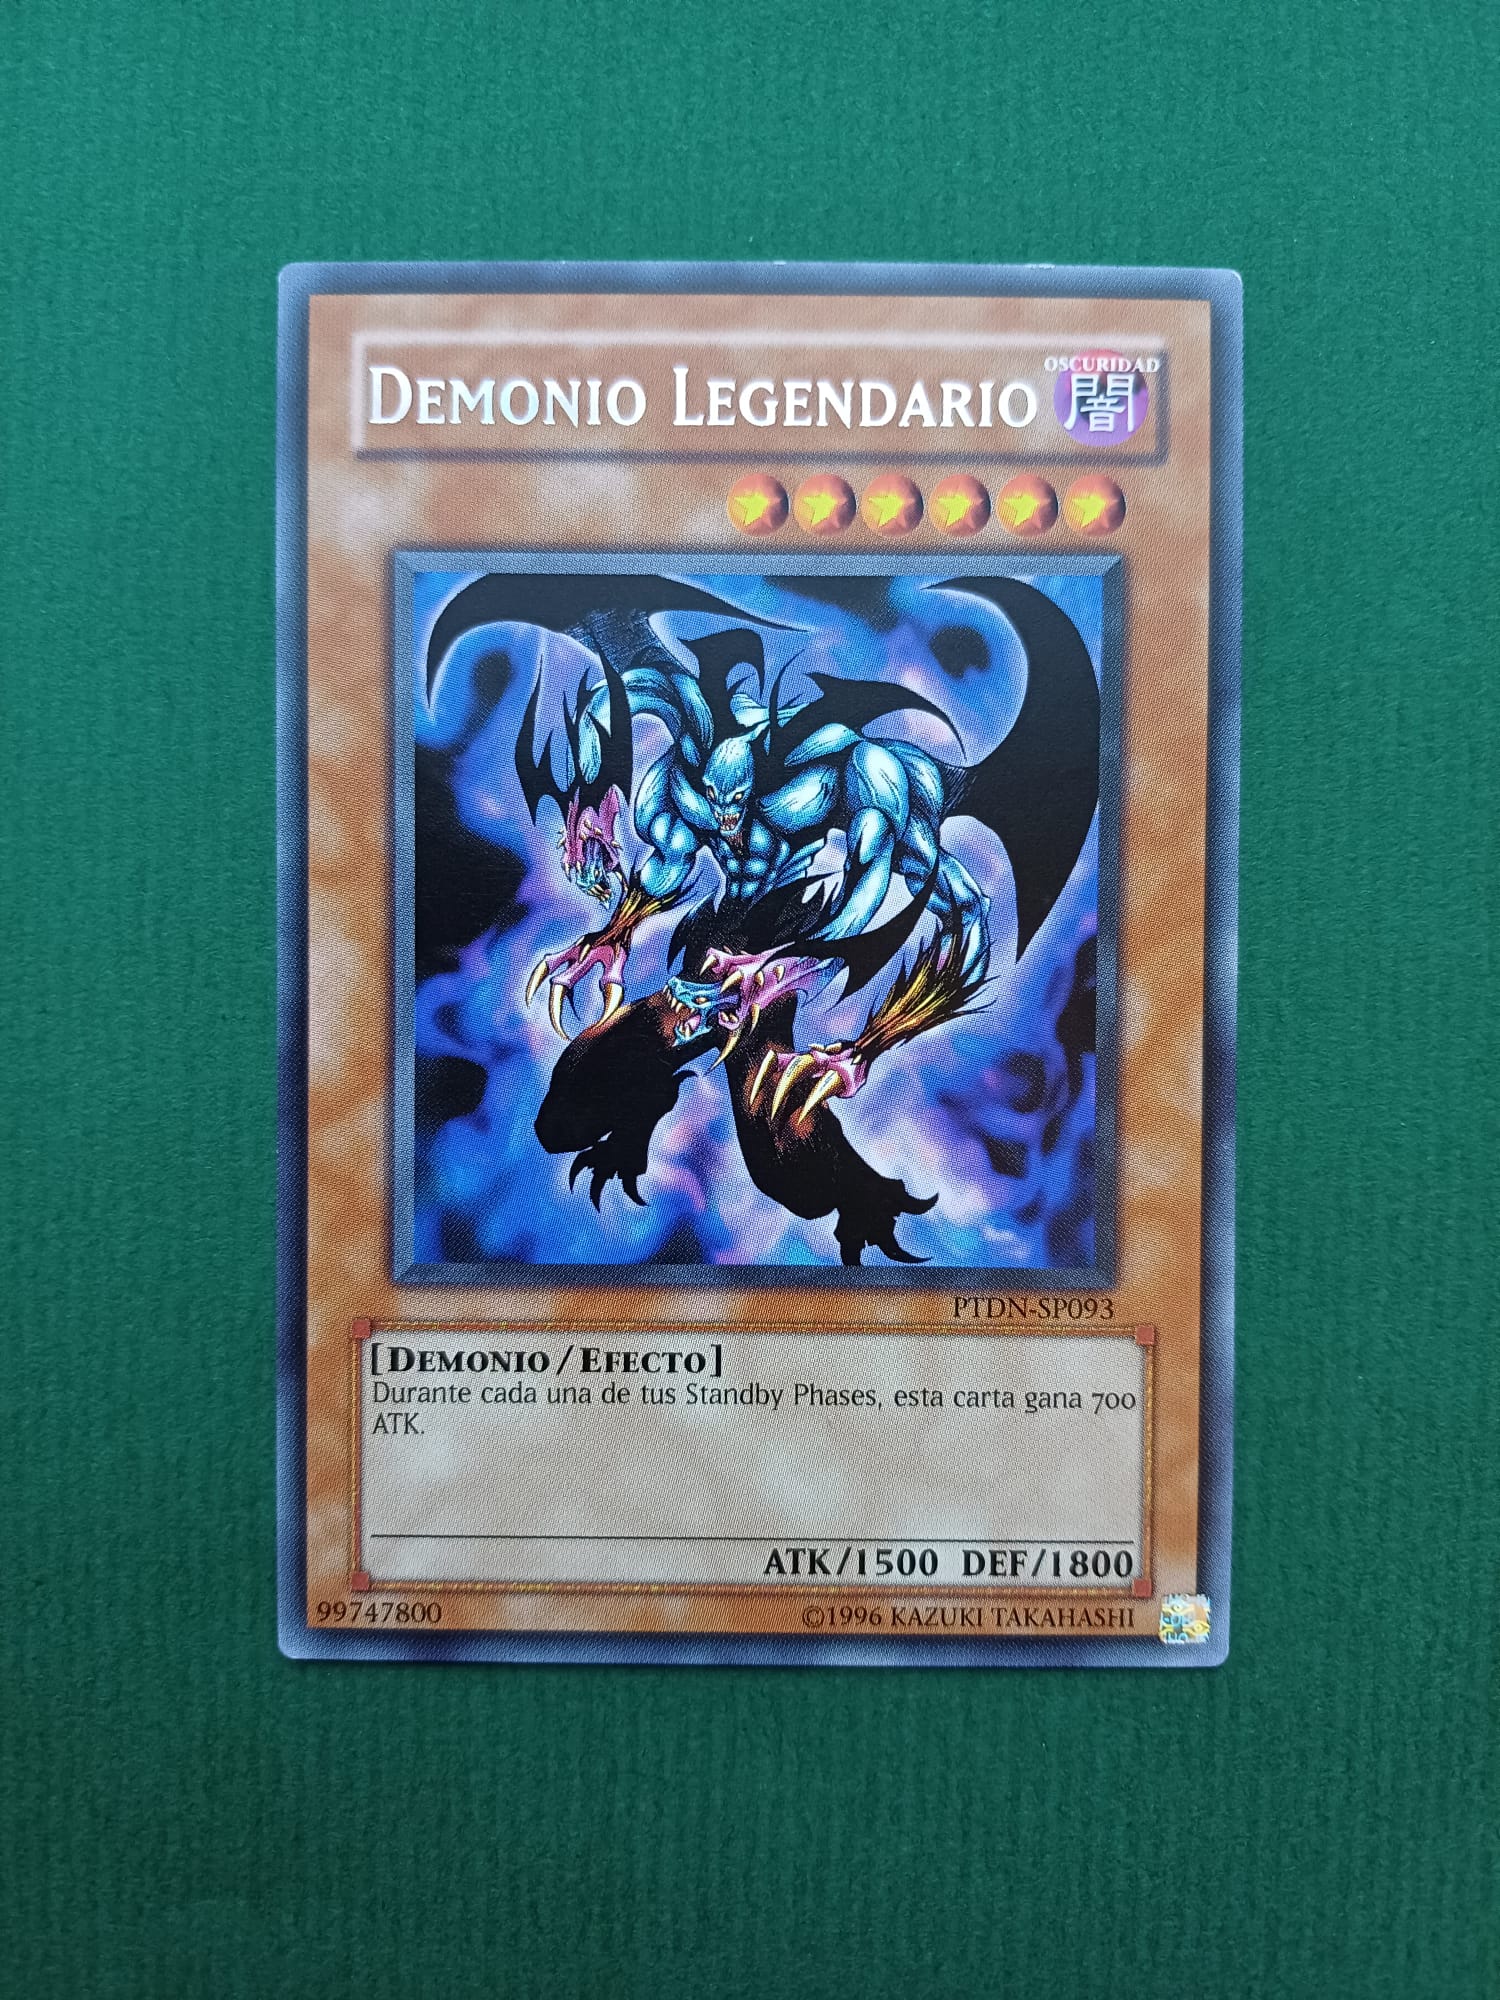 DEMONIO LEGENDARIO
OSCURIDAD
闇
PTDN-SP093
[DEMONIO/EFECTO]
Durante cada una de tus Standby Phases, esta carta gana 700
ATK.
ATK/1500 DEF/1800
99747800
©1996 KAZUKI TAKAHASHI